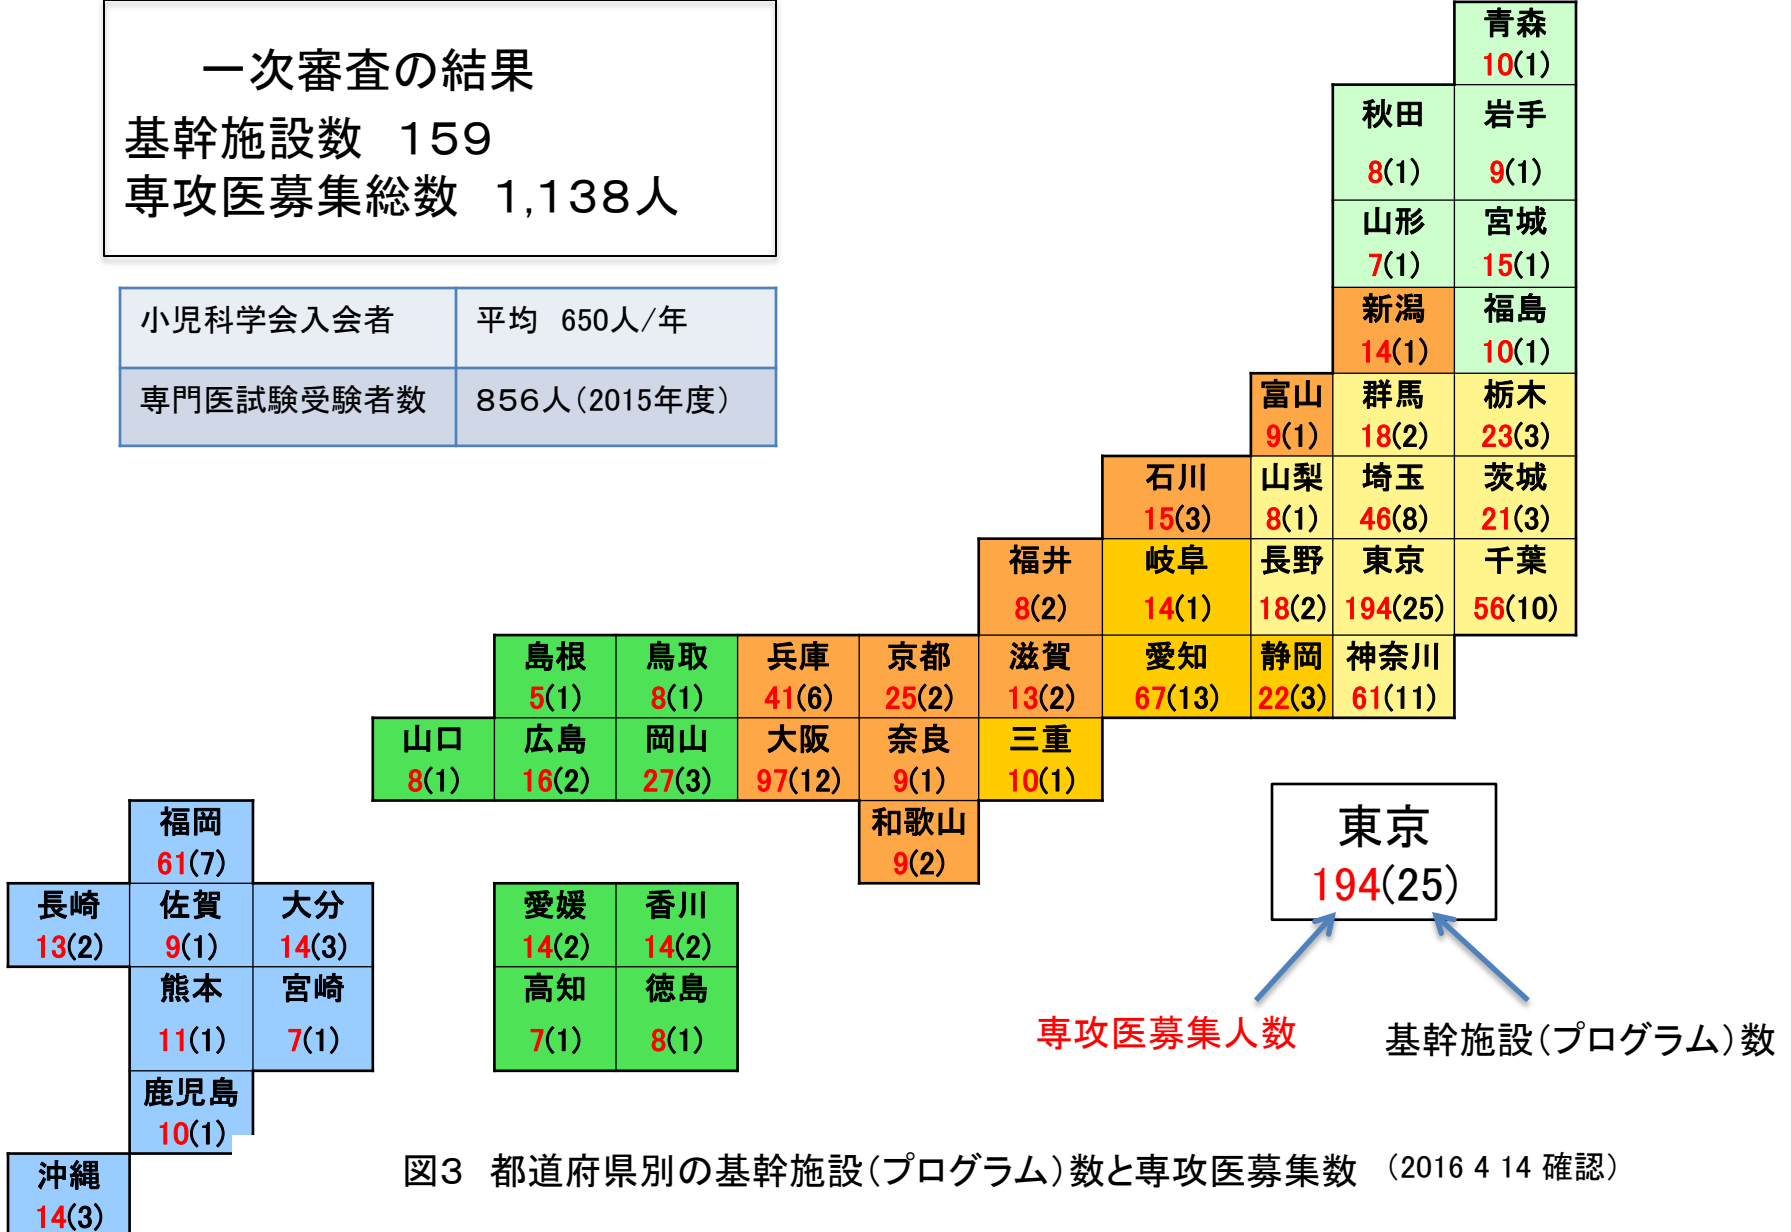 一次審査の結果
基幹施設数　159
専攻医募集総数　1,138人
小児科学会入会者　平均　650人/年
専門医試験受験者数　856人（2015年度）
青森
10(1)
秋田　岩手
8(1)　9(1)
山形　宮城
7(1)　15(1)
新潟　福島
14(1)　10(1)
富山　群馬　栃木
9(1)　18(2)　23(3)
石川　山梨　埼玉　茨城
15(3)　8(1)　46(8)　21(3)
福井　岐阜　長野　東京　千葉
8(2)　14(1)　18(2)　194(25)　56(10)
島根　鳥取　兵庫　京都　滋賀　愛知　静岡　神奈川
5(1)　8(1)　41(6)　25(2)　13(2)　67(13)　22(3)　61(11)
山口　広島　岡山　大阪　奈良　三重
8(1)　16(2)　27(3)　97(12)　9(1)　10(1)
福岡　和歌山
61(7)　9(2)
長崎　佐賀　大分　愛媛　香川
13(2)　9(1)　14(3)　14(2)　14(2)
熊本　宮崎　高知　徳島
11(1)　7(1)　7(1)　8(1)
鹿児島
10(1)
沖縄
14(3)
東京
194(25)
専攻医募集人数
基幹施設（プログラム）数
図3　都道府県別の基幹施設（プログラム）数と専攻医募集数　（2016 4 14 確認）